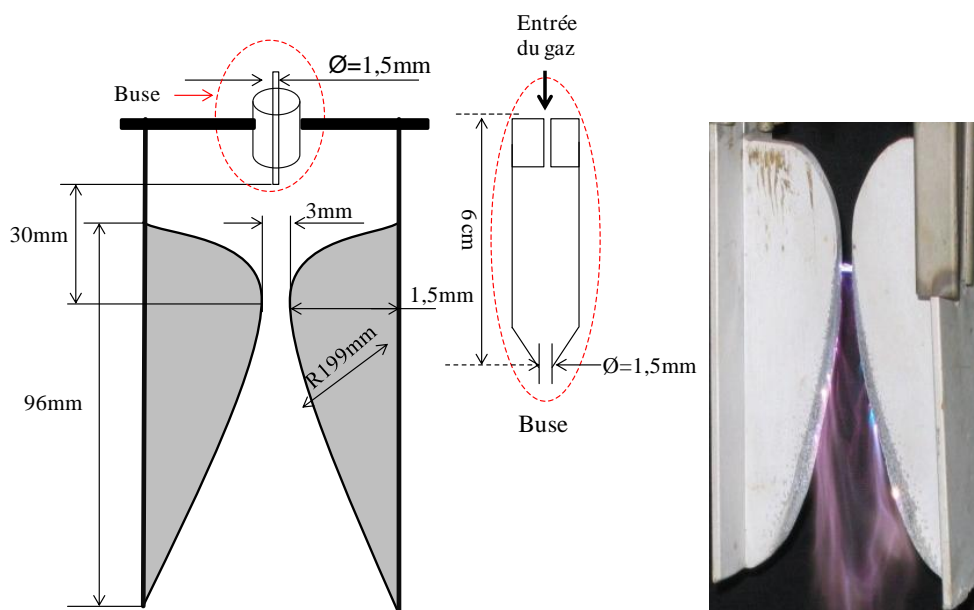 Ø=1,5mm
Buse
3mm
30mm
1,5mm
R199mm
96mm
Entrée
du gaz
6 cm
Ø=1,5mm
Buse